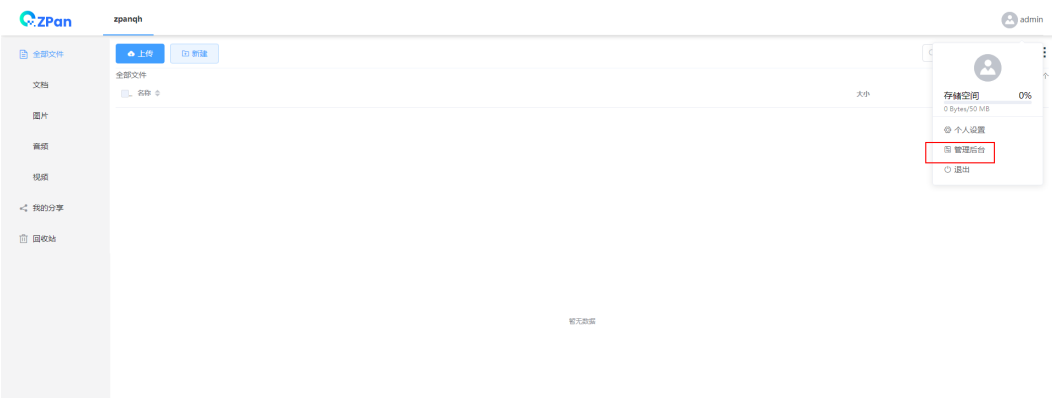 ZPan
zpanqh
admin
全部文件
文档
图片
音频
视频
我的分享
回收站
上传
新建
全部文件
名称
大小
暂无数据
存储空间 0%
0 Bytes/50 MB
个人设置
管理后台
退出
个